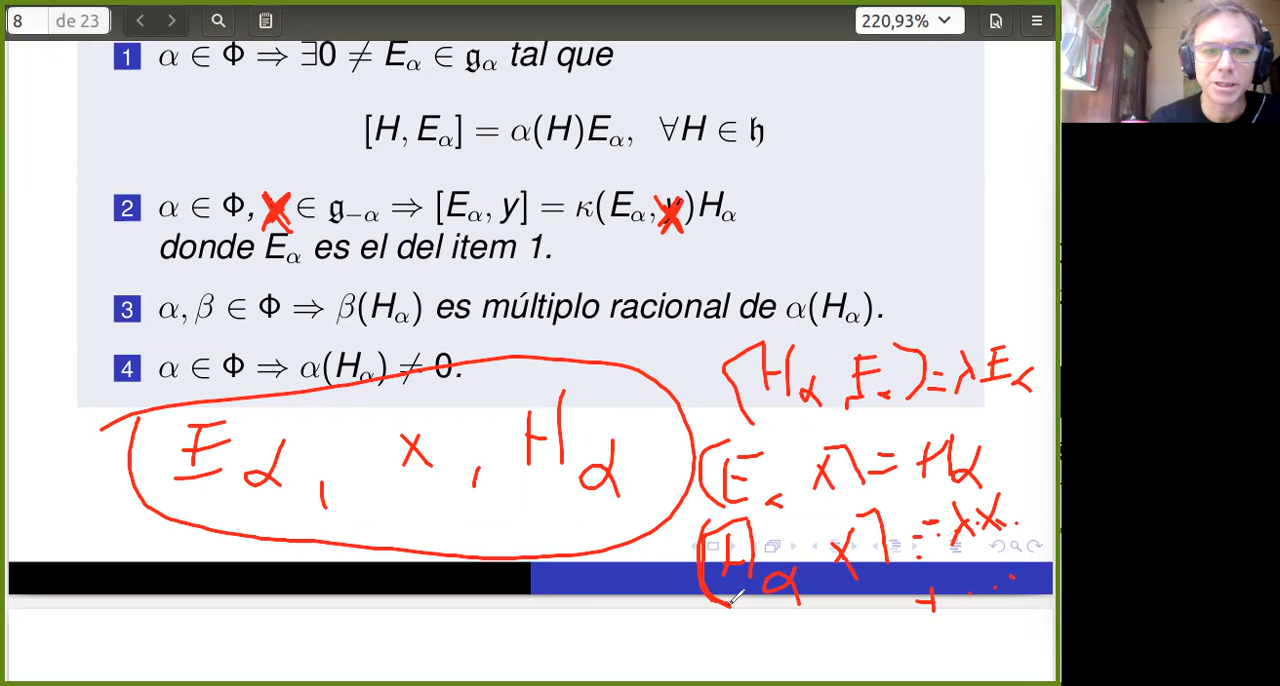 8 de 23 220,93%
1 α ∈ Φ ⇒ ∃0 ≠ E_α ∈ 𝔤_α tal que
[H, E_α] = α(H)E_α, ∀H ∈ 𝔥
2 α ∈ Φ, x ∈ 𝔤_{-α} ⇒ [E_α, y] = κ(E_α, x)H_α
donde E_α es el del item 1.
3 α, β ∈ Φ ⇒ β(H_α) es múltiplo racional de α(H_α).
4 α ∈ Φ ⇒ α(H_α) ≠ 0.
[H_α, E_α] = λE_α
E_α, x, H_α
[E_α x] = H_α
[H_α x] =